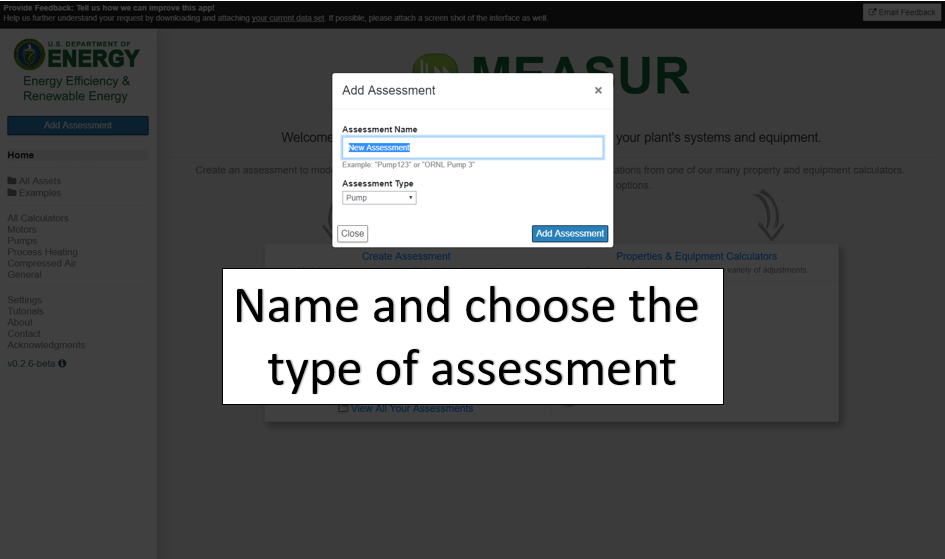 Provide Feedback: Tell us how we can improve this app!
Help us further understand your request by downloading and attaching your current data set. If possible, please attach a screen shot of the interface as well.
Email Feedback
U.S. DEPARTMENT OF
ENERGY
Energy Efficiency &
Renewable Energy
Add Assessment
Home
All Assets
Examples
All Calculators
Motors
Pumps
Process Heating
Compressed Air
General
Settings
Tutorials
About
Contact
Acknowledgments
v0.2.6-beta
MEASUR
Welcome
your plant's systems and equipment.
Create an assessment to mod
ations from one of our many property and equipment calculators.
options.
Add Assessment
×
Assessment Name
New Assessment
Example: "Pump123" or "ORNL Pump 3"
Assessment Type
Pump
Close
Add Assessment
Create Assessment
Properties & Equipment Calculators
variety of adjustments.
Name and choose the
type of assessment
View All Your Assessments